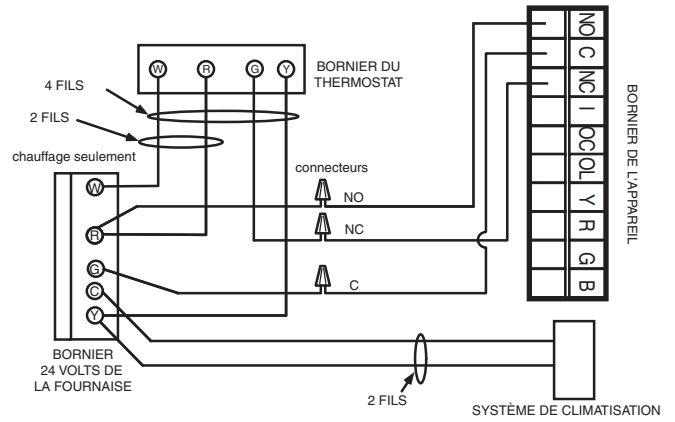 W R G Y
BORNIER DU
THERMOSTAT
4 FILS
2 FILS
chauffage seulement
W
R
G
C
Y
BORNIER
24 VOLTS DE
LA FOURNAISE
connecteurs
NO
NC
C
NO
C
NC
I
OC
OL
Y
R
G
B
BORNIER DE L'APPAREIL
2 FILS
SYSTÈME DE CLIMATISATION